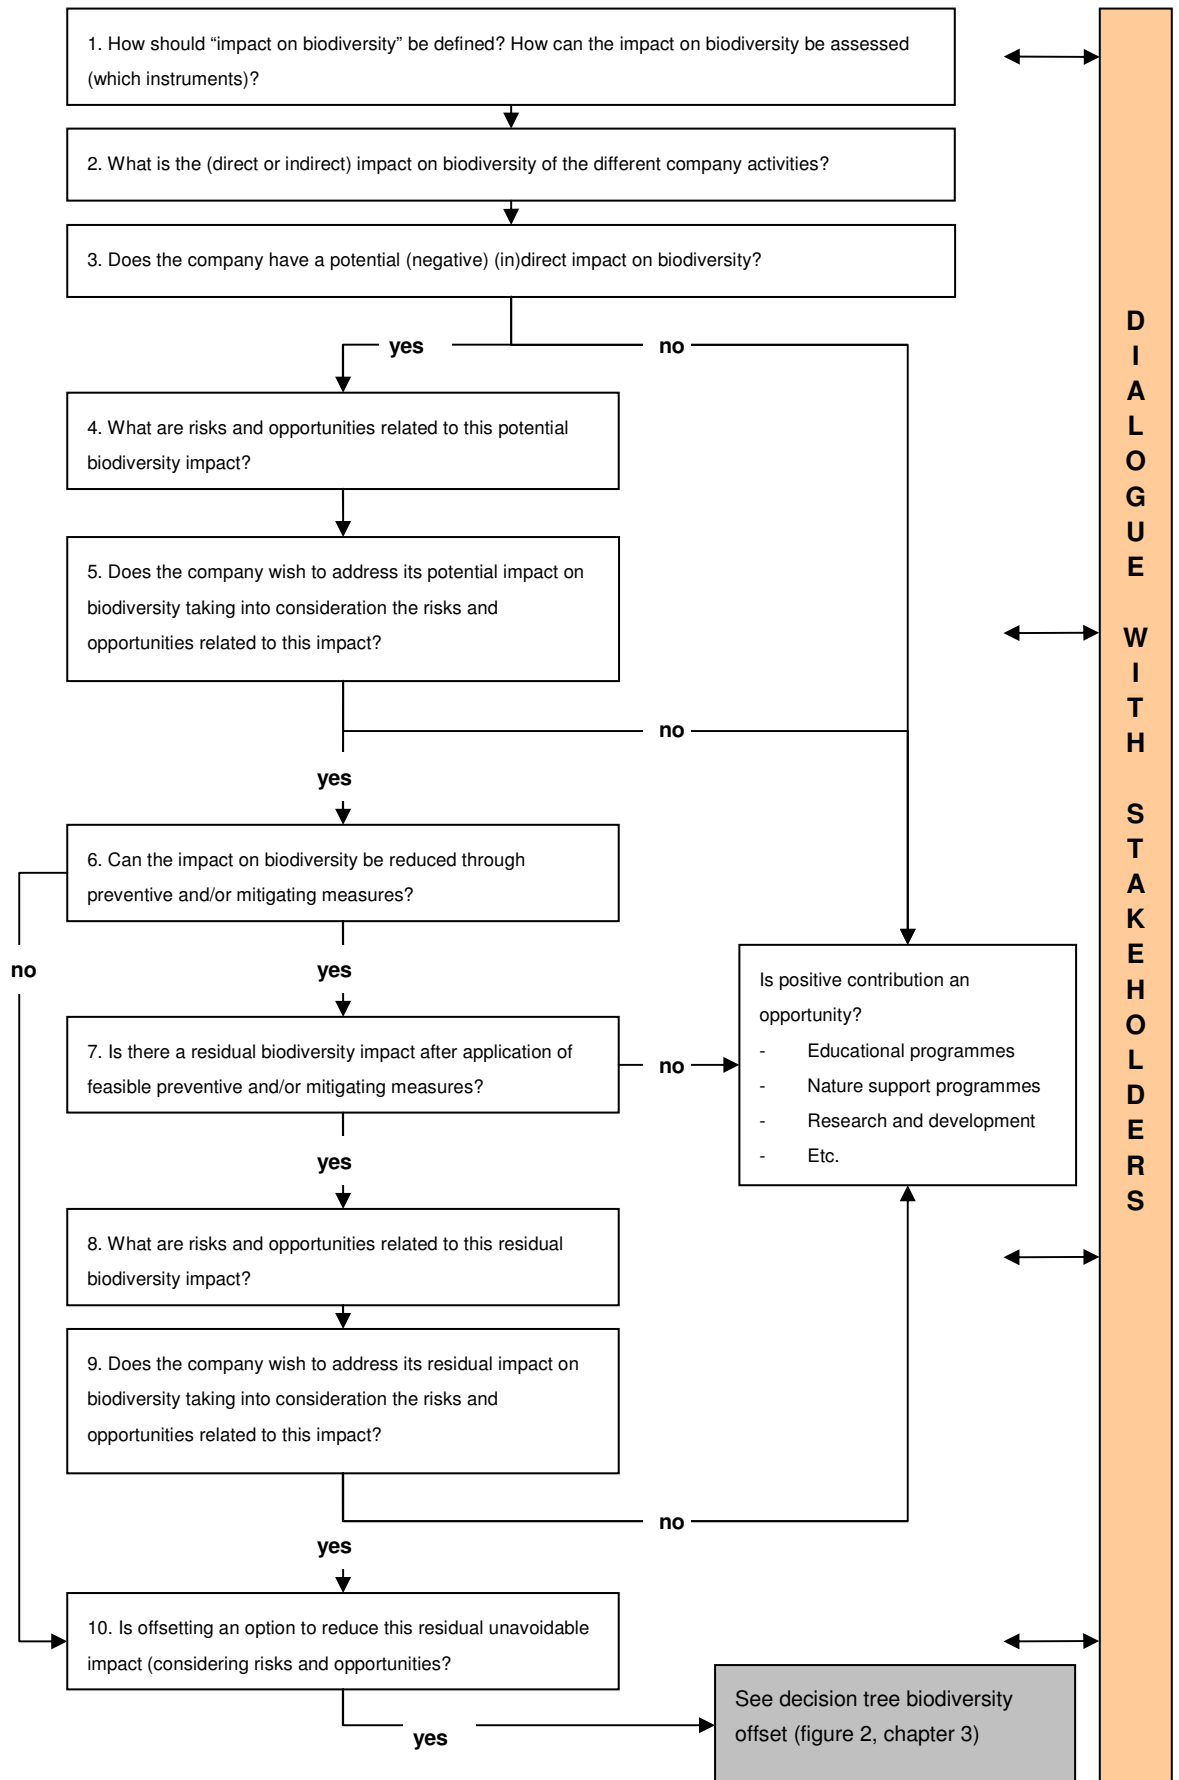 1. How should “impact on biodiversity” be defined? How can the impact on biodiversity be assessed
(which instruments)?
2. What is the (direct or indirect) impact on biodiversity of the different company activities?
3. Does the company have a potential (negative) (in)direct impact on biodiversity?
yes
no
4. What are risks and opportunities related to this potential
biodiversity impact?
5. Does the company wish to address its potential impact on
biodiversity taking into consideration the risks and
opportunities related to this impact?
no
yes
6. Can the impact on biodiversity be reduced through
preventive and/or mitigating measures?
no
yes
7. Is there a residual biodiversity impact after application of
feasible preventive and/or mitigating measures?
no
Is positive contribution an
opportunity?
- Educational programmes
- Nature support programmes
- Research and development
- Etc.
yes
8. What are risks and opportunities related to this residual
biodiversity impact?
9. Does the company wish to address its residual impact on
biodiversity taking into consideration the risks and
opportunities related to this impact?
no
yes
10. Is offsetting an option to reduce this residual unavoidable
impact (considering risks and opportunities?
yes
See decision tree biodiversity
offset (figure 2, chapter 3)
DIALOGUE WITH STAKEHOLDERS